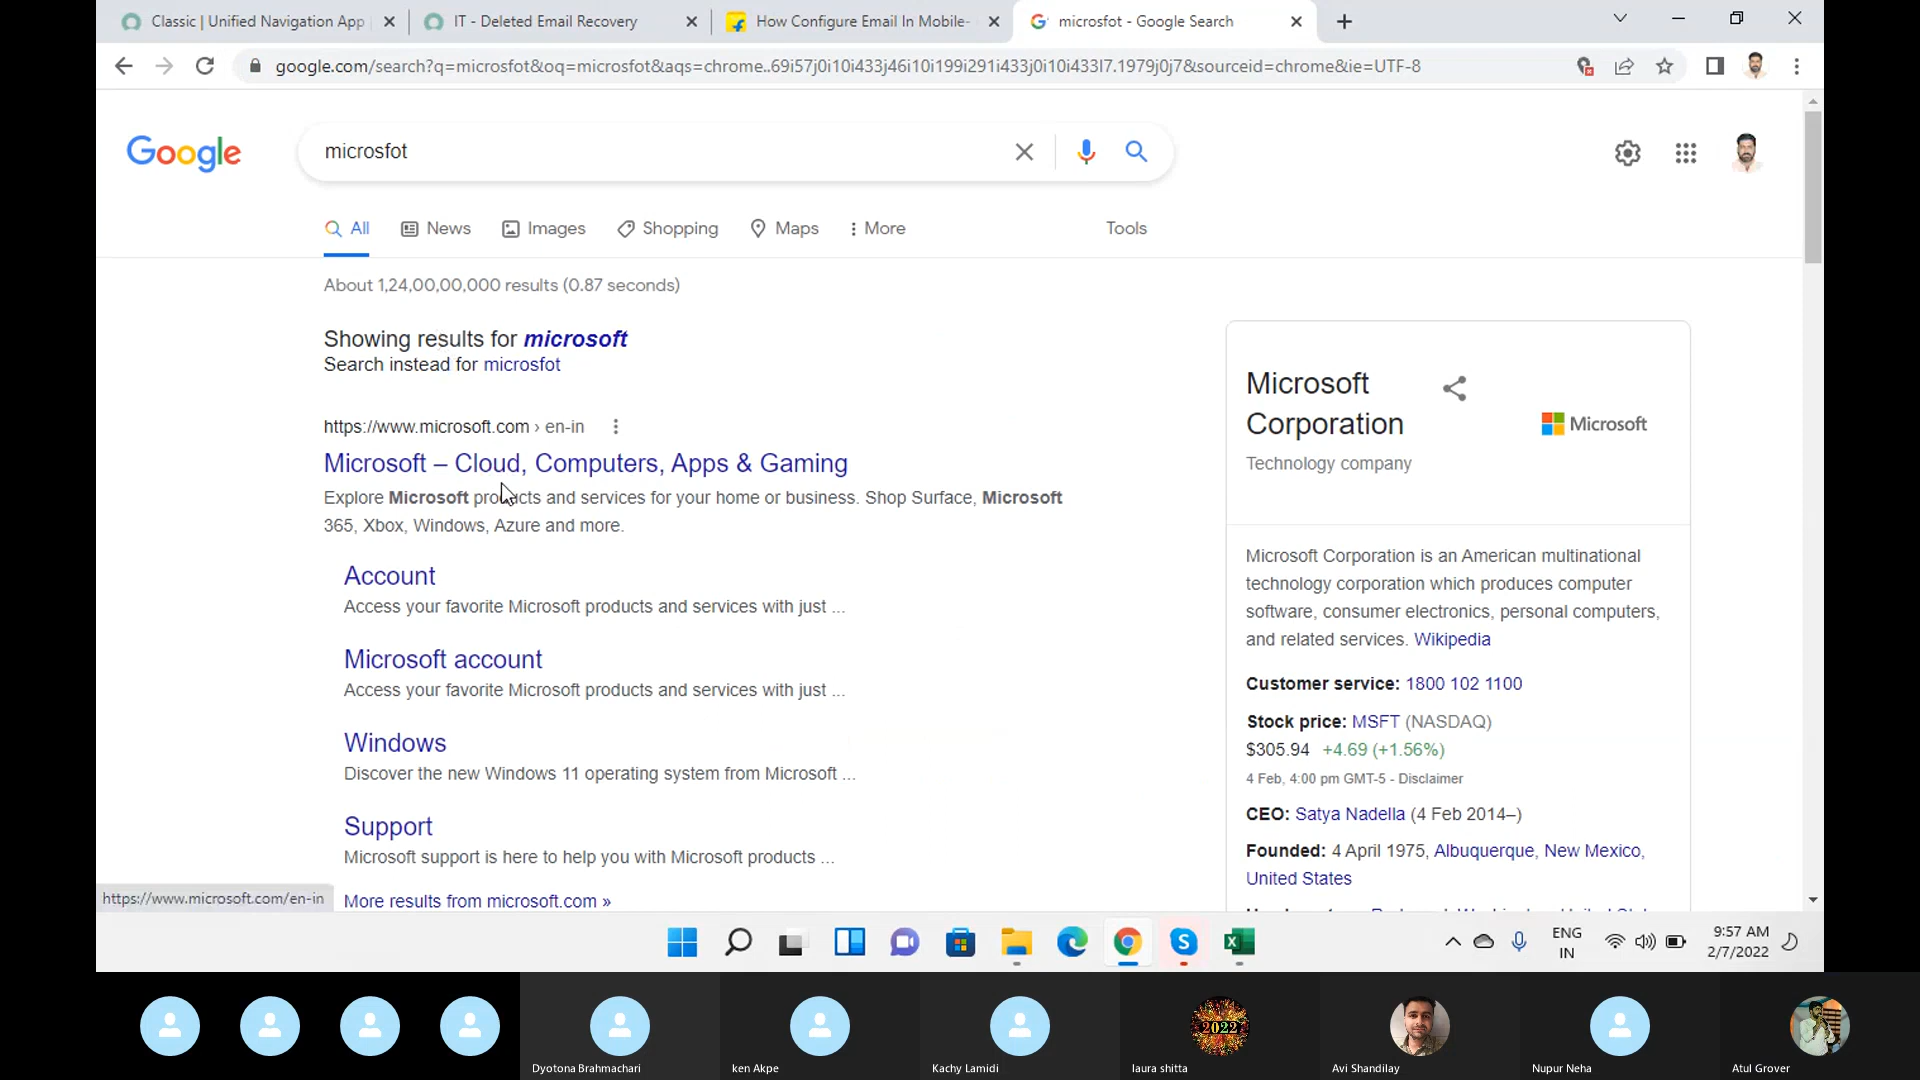 Classic | Unified Navigation App
IT - Deleted Email Recovery
How Configure Email In Mobile-
microsfot - Google Search
google.com/search?q=microsfot&oq=microsfot&aqs=chrome..69i57j0i10i433j46i10i199i291i433j0i10i433l7.1979j0j7&sourceid=chrome&ie=UTF-8
Google
microsfot
All
News
Images
Shopping
Maps
More
Tools
About 1,24,00,00,000 results (0.87 seconds)
Showing results for microsoft
Search instead for microsfot
https://www.microsoft.com › en-in
Microsoft – Cloud, Computers, Apps & Gaming
Explore Microsoft products and services for your home or business. Shop Surface, Microsoft
365, Xbox, Windows, Azure and more.
Account
Access your favorite Microsoft products and services with just ...
Microsoft account
Access your favorite Microsoft products and services with just ...
Windows
Discover the new Windows 11 operating system from Microsoft ...
Support
Microsoft support is here to help you with Microsoft products ...
More results from microsoft.com »
https://www.microsoft.com/en-in
Microsoft
Corporation
Microsoft
Technology company
Microsoft Corporation is an American multinational
technology corporation which produces computer
software, consumer electronics, personal computers,
and related services. Wikipedia
Customer service: 1800 102 1100
Stock price: MSFT (NASDAQ)
$305.94 +4.69 (+1.56%)
4 Feb, 4:00 pm GMT-5 - Disclaimer
CEO: Satya Nadella (4 Feb 2014–)
Founded: 4 April 1975, Albuquerque, New Mexico,
United States
ENG
IN
9:57 AM
2/7/2022
2022
Dyotona Brahmachari
ken Akpe
Kachy Lamidi
laura shitta
Avi Shandilay
Nupur Neha
Atul Grover